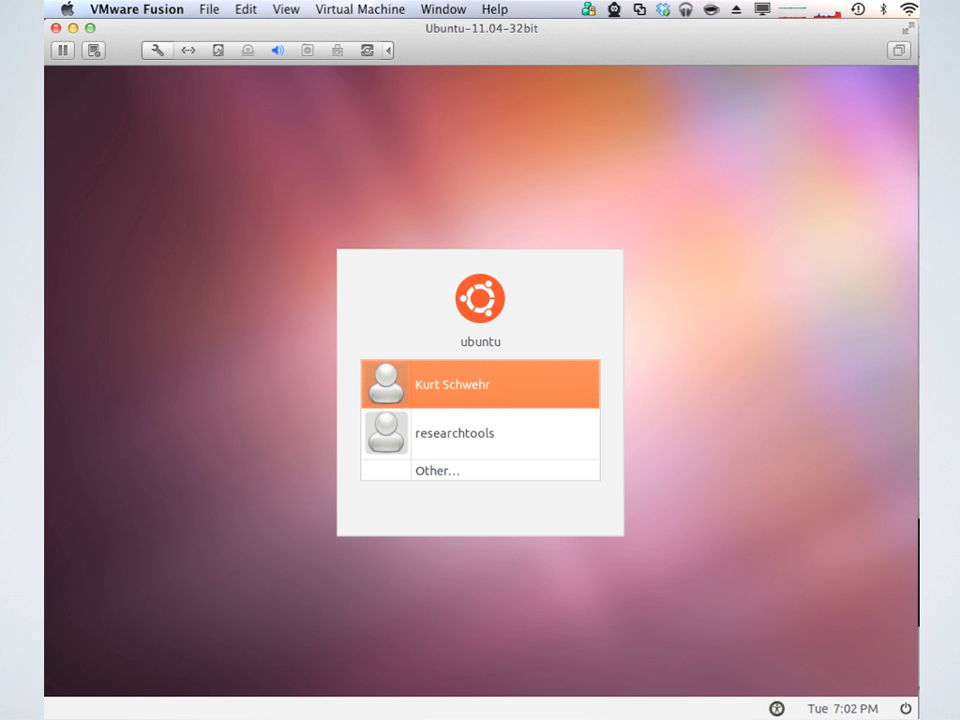 VMware Fusion File Edit View Virtual Machine Window Help
Ubuntu-11.04-32bit
ubuntu
Kurt Schwehr
researchtools
Other...
Tue 7:02 PM